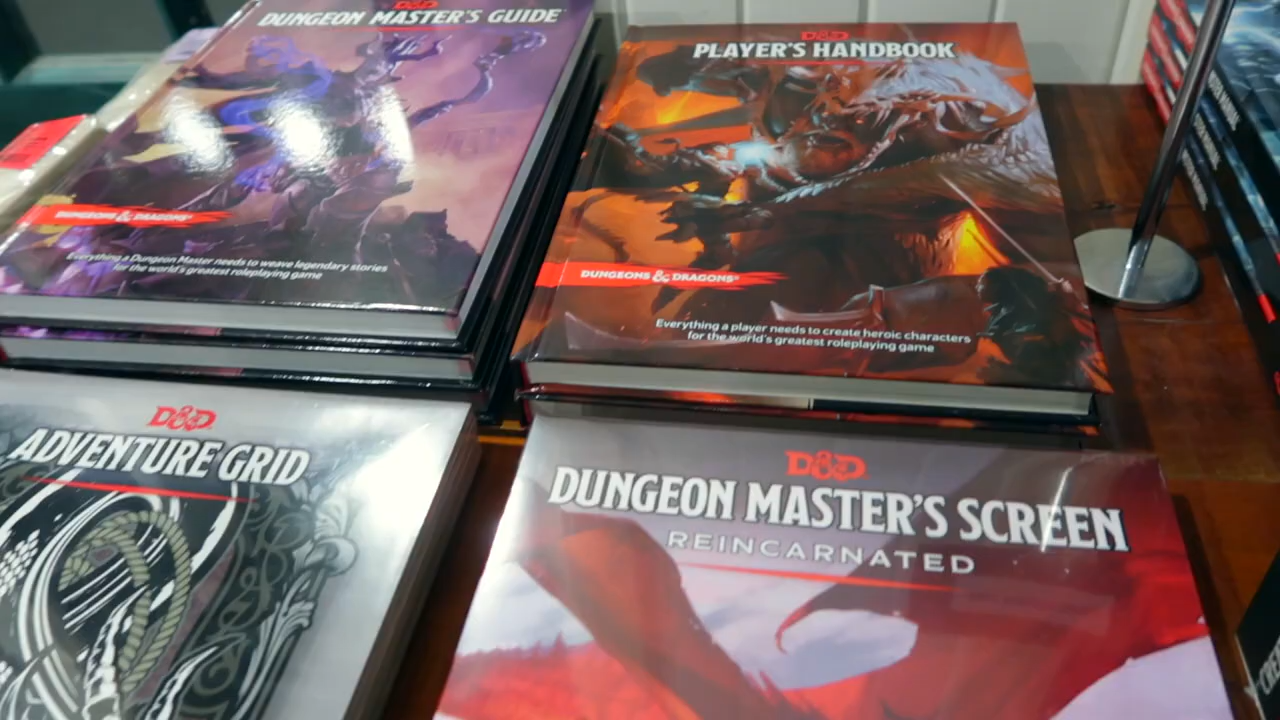 D&D
DUNGEON MASTER'S GUIDE
DUNGEONS & DRAGONS®
Everything a Dungeon Master needs to weave legendary stories
for the world's greatest roleplaying game
D&D
PLAYER'S HANDBOOK
DUNGEONS & DRAGONS®
Everything a player needs to create heroic characters
for the world's greatest roleplaying game
D&D
ADVENTURE GRID
D&D
DUNGEON MASTER'S SCREEN
REINCARNATED